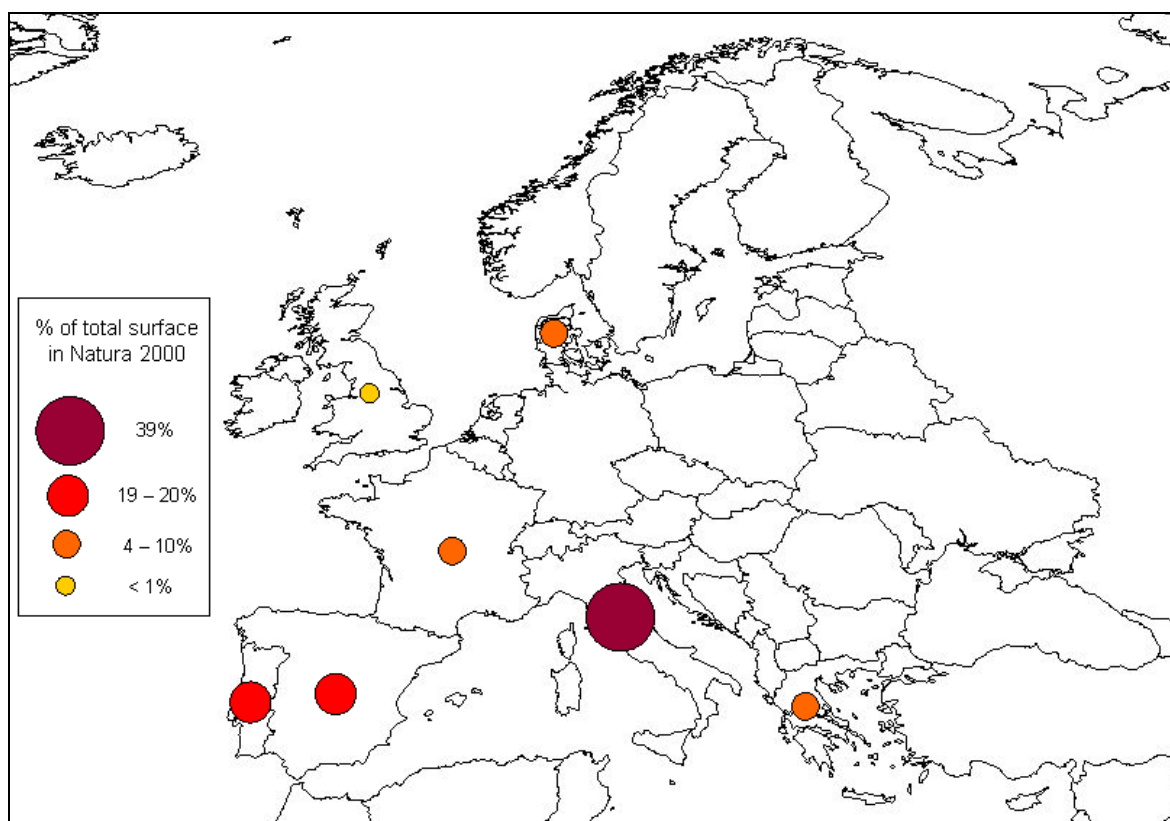 % of total surface
in Natura 2000
39%
19 – 20%
4 – 10%
< 1%